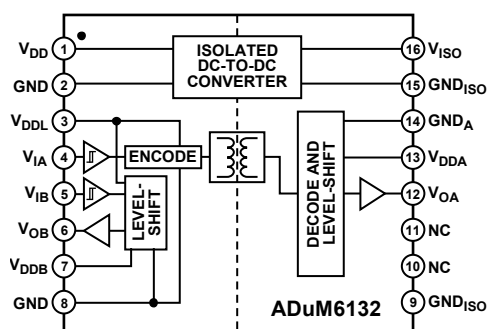 VDD 1
GND 2
VDDL 3
VIA 4
VIB 5
VOB 6
VDDB 7
GND 8
ISOLATED
DC-TO-DC
CONVERTER
ENCODE
LEVEL-
SHIFT
DECODE AND
LEVEL-SHIFT
16 VISO
15 GNDISO
14 GNDA
13 VDDA
12 VOA
11 NC
10 NC
9 GNDISO
ADuM6132